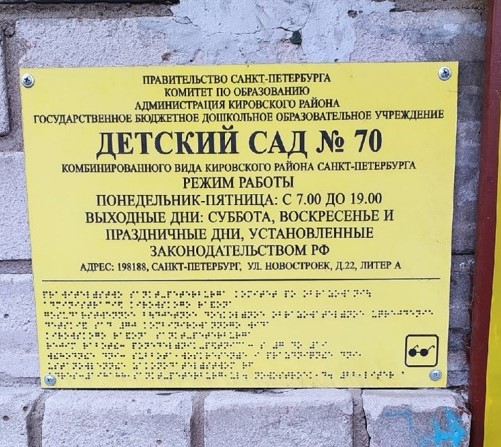 ПРАВИТЕЛЬСТВО САНКТ-ПЕТЕРБУРГА
КОМИТЕТ ПО ОБРАЗОВАНИЮ
АДМИНИСТРАЦИЯ КИРОВСКОГО РАЙОНА
ГОСУДАРСТВЕННОЕ БЮДЖЕТНОЕ ДОШКОЛЬНОЕ ОБРАЗОВАТЕЛЬНОЕ УЧРЕЖДЕНИЕ
ДЕТСКИЙ САД № 70
КОМБИНИРОВАННОГО ВИДА КИРОВСКОГО РАЙОНА САНКТ-ПЕТЕРБУРГА
РЕЖИМ РАБОТЫ
ПОНЕДЕЛЬНИК-ПЯТНИЦА: С 7.00 ДО 19.00
ВЫХОДНЫЕ ДНИ: СУББОТА, ВОСКРЕСЕНЬЕ И
ПРАЗДНИЧНЫЕ ДНИ, УСТАНОВЛЕННЫЕ
ЗАКОНОДАТЕЛЬСТВОМ РФ
АДРЕС: 198188, САНКТ-ПЕТЕРБУРГ, УЛ. НОВОСТРОЕК, Д.22, ЛИТЕР А